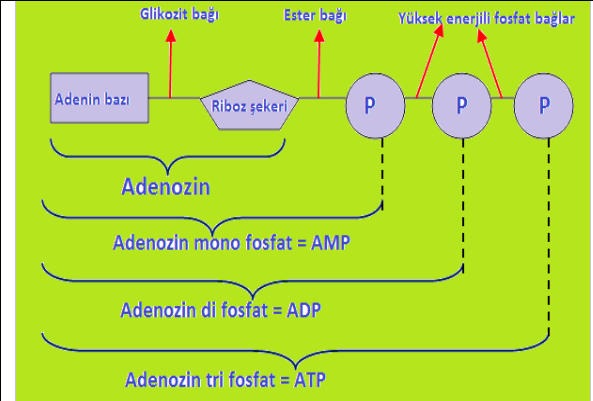 Glikozit bağı
Ester bağı
Yüksek enerjili fosfat bağlar
Adenin bazı
Riboz şekeri
P
P
P
Adenozin
Adenozin mono fosfat = AMP
Adenozin di fosfat = ADP
Adenozin tri fosfat = ATP